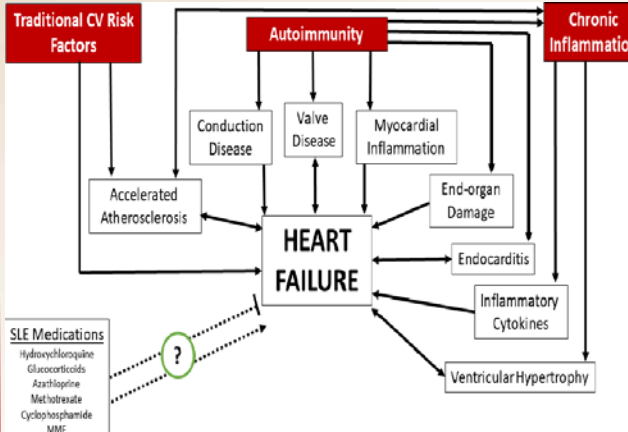 Traditional CV Risk
Factors
Autoimmunity
Chronic
Inflammatio
Conduction
Disease
Valve
Disease
Myocardial
Inflammation
Accelerated
Atherosclerosis
End-organ
Damage
HEART
FAILURE
Endocarditis
Inflammatory
Cytokines
Ventricular Hypertrophy
?
SLE Medications
Hydroxychloroquine
Glucocorticoids
Azathioprine
Methotrexate
Cyclophosphamide
MMF